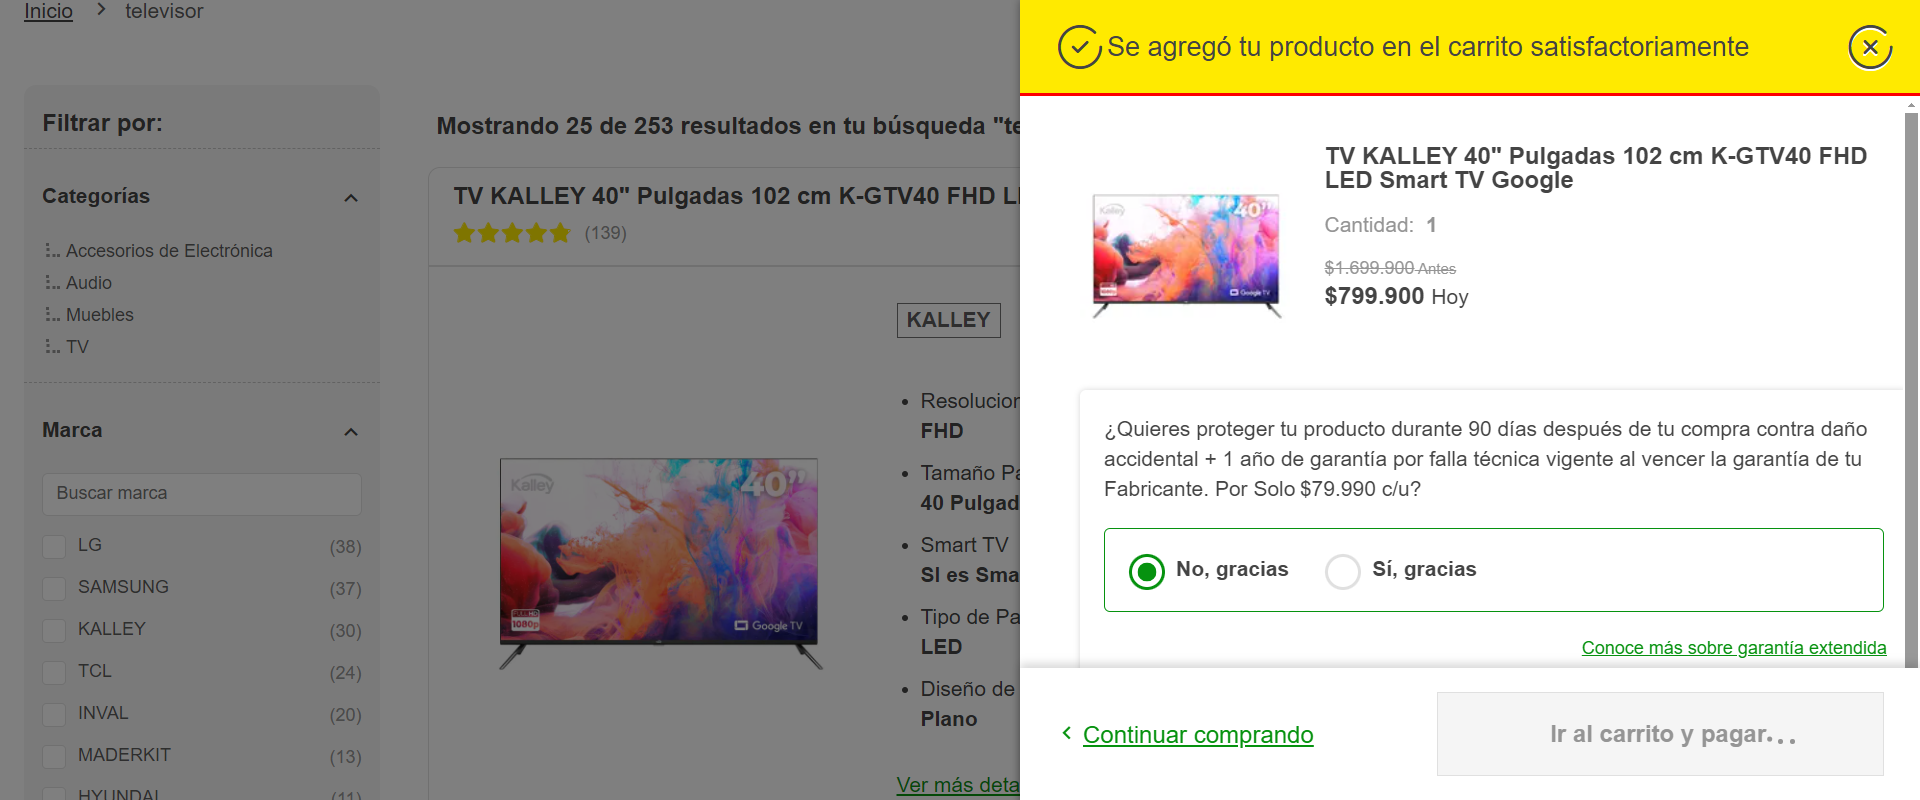 Inicio > televisor
Filtrar por:
Categorías
Accesorios de Electrónica
Audio
Muebles
TV
Marca
Buscar marca
LG (38)
SAMSUNG (37)
KALLEY (30)
TCL (24)
INVAL (20)
MADERKIT (13)
HYUNDAI (11)
Mostrando 25 de 253 resultados en tu búsqueda "te
TV KALLEY 40" Pulgadas 102 cm K-GTV40 FHD L
(139)
KALLEY
Kalley
40”
FULL HD
1080p
Google TV
Resolucion
FHD
Tamaño Pa
40 Pulgad
Smart TV
SI es Sma
Tipo de Pa
LED
Diseño de
Plano
Ver más deta
Se agregó tu producto en el carrito satisfactoriamente
Kalley
40”
1080p
Google TV
TV KALLEY 40" Pulgadas 102 cm K-GTV40 FHD
LED Smart TV Google
Cantidad: 1
$1.699.900 Antes
$799.900 Hoy
¿Quieres proteger tu producto durante 90 días después de tu compra contra daño
accidental + 1 año de garantía por falla técnica vigente al vencer la garantía de tu
Fabricante. Por Solo $79.990 c/u?
No, gracias
Sí, gracias
Conoce más sobre garantía extendida
< Continuar comprando
Ir al carrito y pagar...